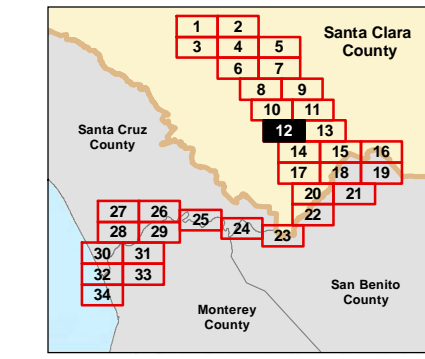 1 2
Santa Clara
County
3 4 5
6 7
8 9
10 11
Santa Cruz
County
12 13
14 15 16
17 18 19
20 21
27 26
22
25
28 29
24
23
30 31
32 33
San Benito
County
34
Monterey
County